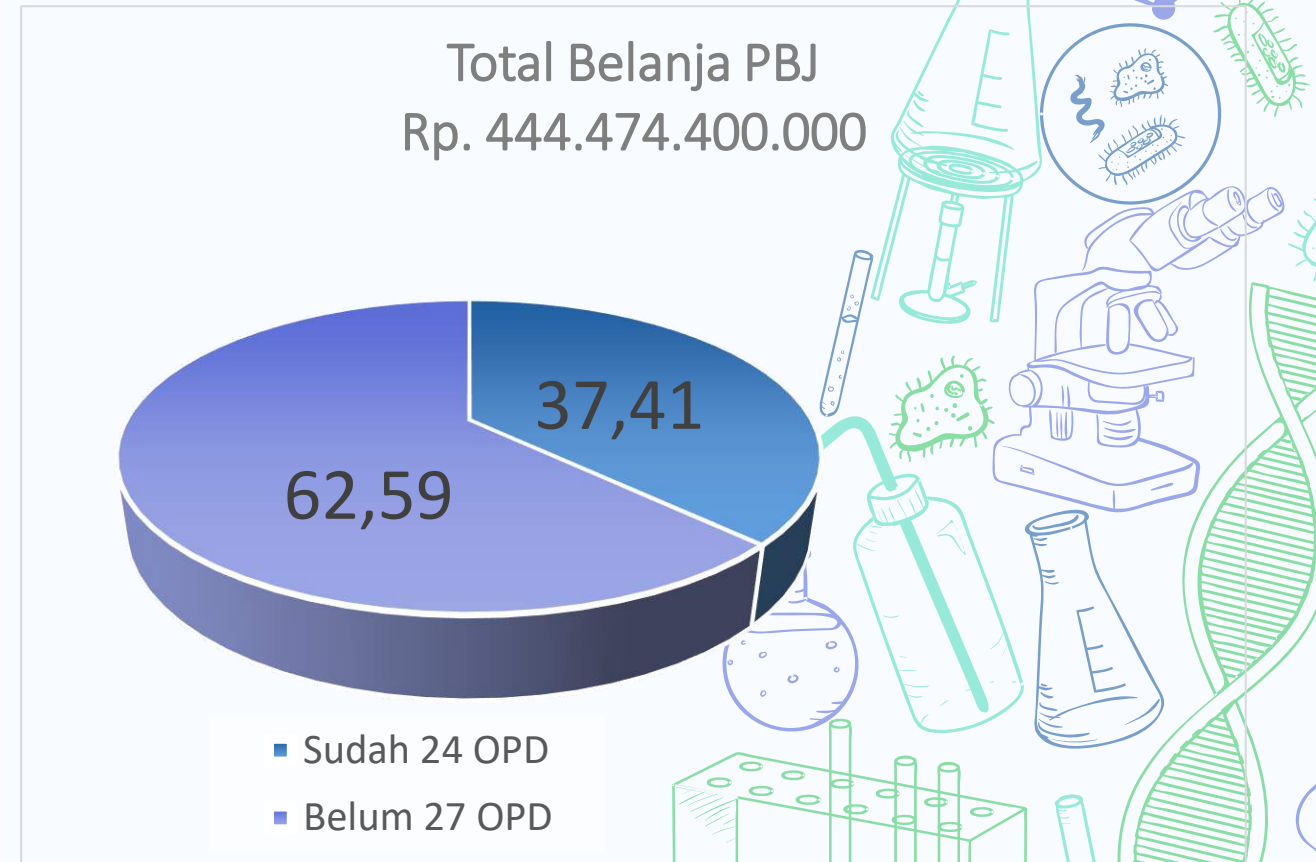 Total Belanja PBJ
Rp. 444.474.400.000
37,41
62,59
Sudah 24 OPD
Belum 27 OPD